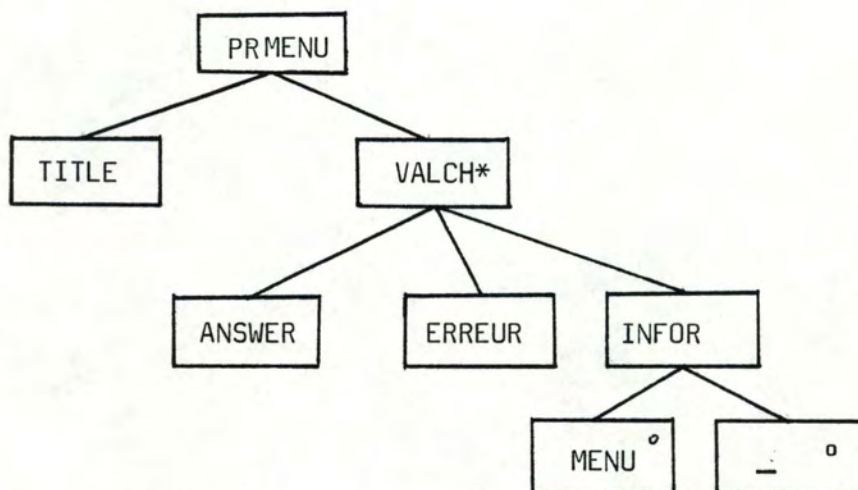 PRMENU
TITLE
VALCH*
ANSWER
ERREUR
INFOR
MENU °
_ °